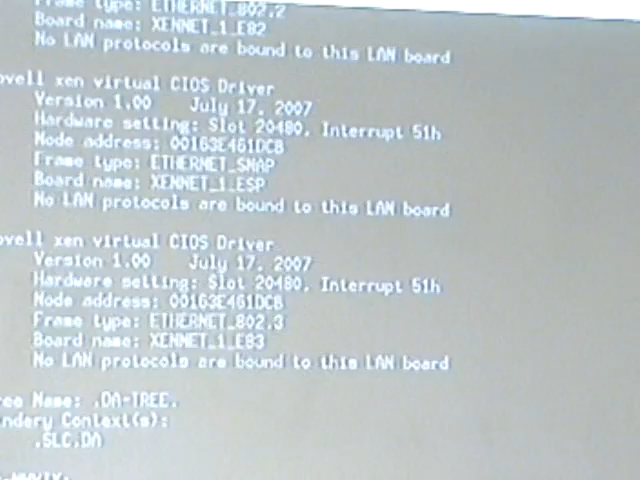 Frame type: ETHERNET_802.2
Board name: XENNET_1_E82
No LAN protocols are bound to this LAN board
ovell xen virtual CIOS Driver
Version 1.00 July 17, 2007
Hardware setting: Slot 20480, Interrupt 51h
Node address: 00163E461DCB
Frame type: ETHERNET_SNAP
Board name: XENNET_1_ESP
No LAN protocols are bound to this LAN board
ovell xen virtual CIOS Driver
Version 1.00 July 17, 2007
Hardware setting: Slot 20480, Interrupt 51h
Node address: 00163E461DCB
Frame type: ETHERNET_802.3
Board name: XENNET_1_E83
No LAN protocols are bound to this LAN board
ree Name: .DA-TREE.
indery Context(s):
.SLC.DA